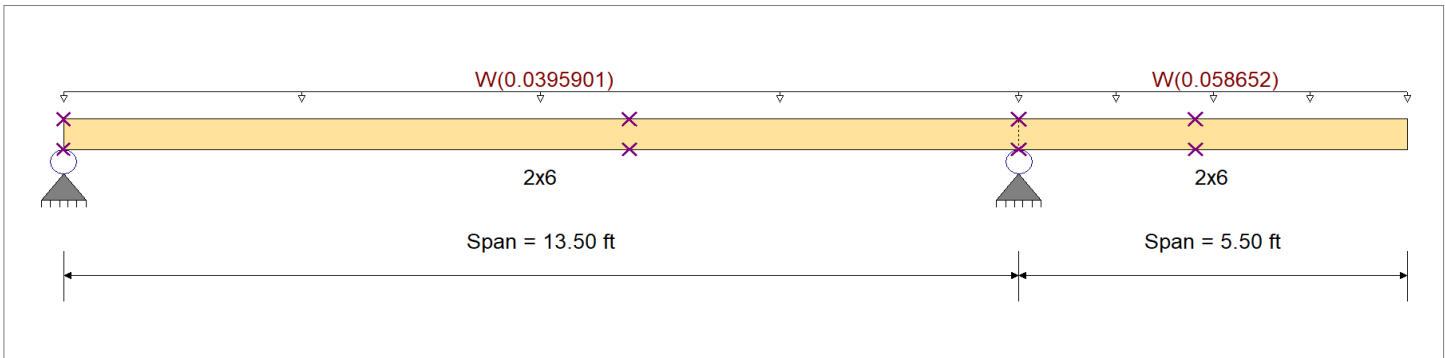 W(0.0395901)
W(0.058652)
2x6
2x6
Span = 13.50 ft
Span = 5.50 ft